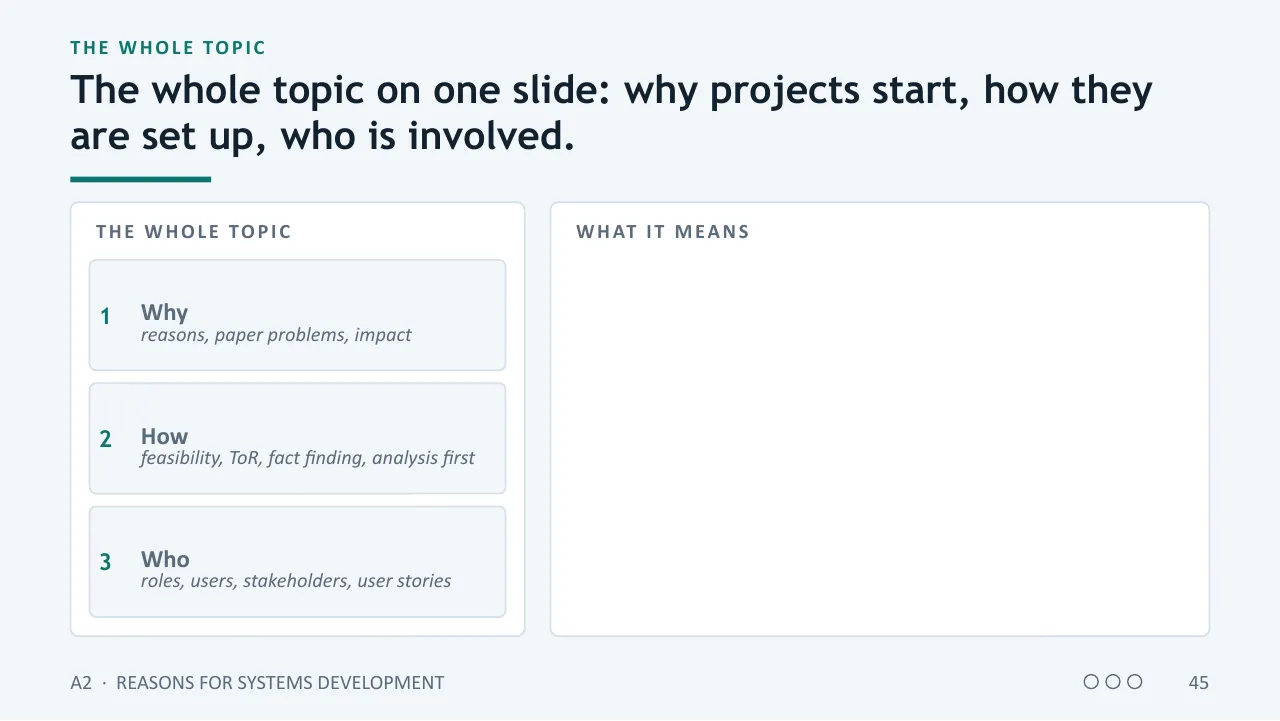 THE WHOLE TOPIC
The whole topic on one slide: why projects start, how they
are set up, who is involved.
THE WHOLE TOPIC
1
Why
reasons, paper problems, impact
2
How
feasibility, ToR, fact finding, analysis first
3
Who
roles, users, stakeholders, user stories
WHAT IT MEANS
A2 · REASONS FOR SYSTEMS DEVELOPMENT
45